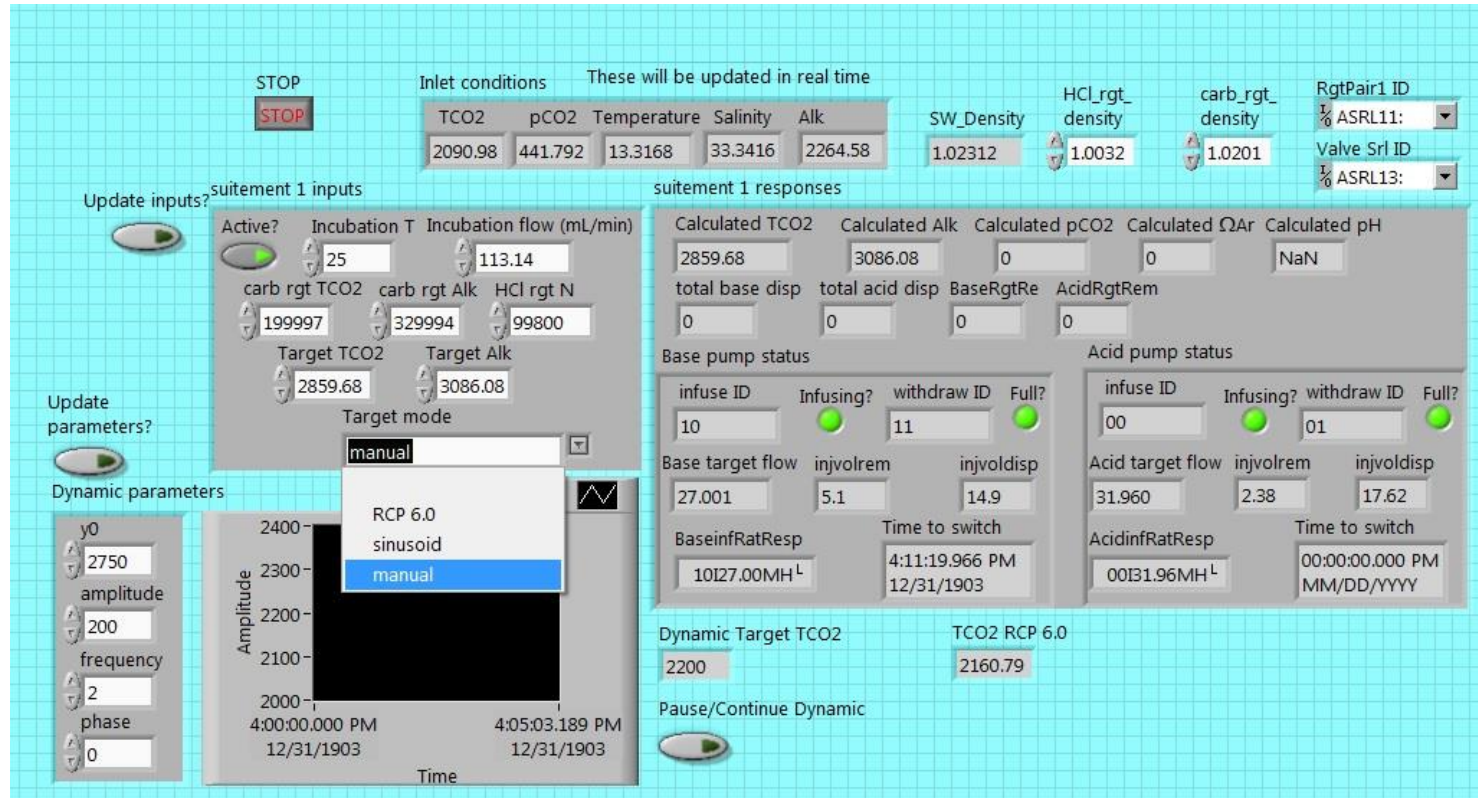 STOP
STOP
Inlet conditions These will be updated in real time
TCO2 pCO2 Temperature Salinity Alk
2090.98 441.792 13.3168 33.3416 2264.58
SW_Density
1.02312
HCl_rgt_
density
1.0032
carb_rgt_
density
1.0201
RgtPair1 ID
I/0 ASRL11:
Valve Srl ID
I/0 ASRL13:
Update inputs?
suitement 1 inputs
Active? Incubation T Incubation flow (mL/min)
25 113.14
carb rgt TCO2 carb rgt Alk HCl rgt N
199997 329994 99800
Target TCO2 Target Alk
2859.68 3086.08
Target mode
manual
RCP 6.0
sinusoid
manual
suitement 1 responses
Calculated TCO2 Calculated Alk Calculated pCO2 Calculated ΩAr Calculated pH
2859.68 3086.08 0 0 NaN
total base disp total acid disp BaseRgtRe AcidRgtRem
0 0 0 0
Base pump status
infuse ID Infusing? withdraw ID Full?
10 11
Base target flow injvolrem injvoldisp
27.001 5.1 14.9
BaseinfRatResp Time to switch
10I27.00MH└ 4:11:19.966 PM
12/31/1903
Acid pump status
infuse ID Infusing? withdraw ID Full?
00 01
Acid target flow injvolrem injvoldisp
31.960 2.38 17.62
AcidinfRatResp Time to switch
00I31.96MH└ 00:00:00.000 PM
MM/DD/YYYY
Update
parameters?
Dynamic parameters
y0
2750
amplitude
200
frequency
2
phase
0
Amplitude
2400
2300
2200
2100
2000
4:00:00.000 PM 4:05:03.189 PM
12/31/1903 12/31/1903
Time
Dynamic Target TCO2 TCO2 RCP 6.0
2200 2160.79
Pause/Continue Dynamic